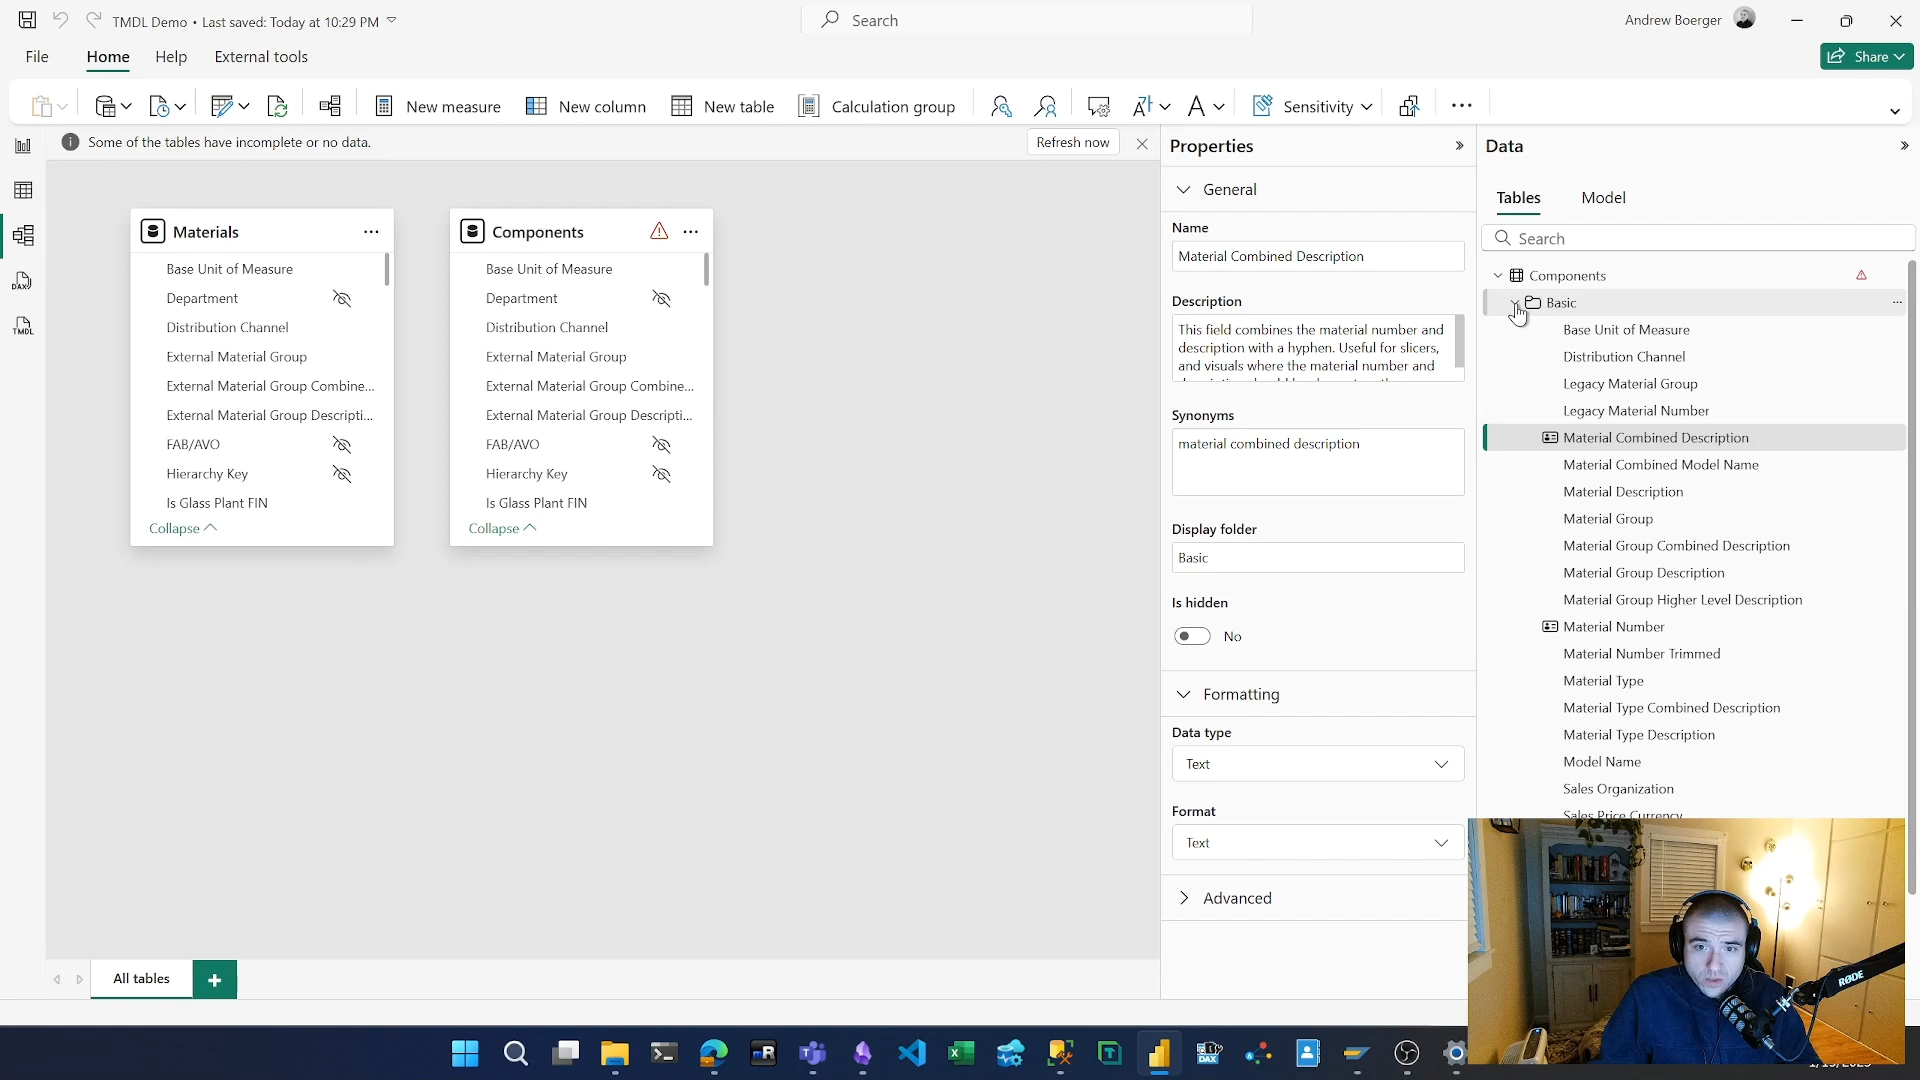 TMDL Demo • Last saved: Today at 10:29 PM
Search
Andrew Boerger
File
Home
Help
External tools
Share
New measure
New column
New table
Calculation group
Sensitivity
Some of the tables have incomplete or no data.
Refresh now
Materials
Base Unit of Measure
Department
Distribution Channel
External Material Group
External Material Group Combine...
External Material Group Descripti...
FAB/AVO
Hierarchy Key
Is Glass Plant FIN
Collapse
Components
Base Unit of Measure
Department
Distribution Channel
External Material Group
External Material Group Combine...
External Material Group Descripti...
FAB/AVO
Hierarchy Key
Is Glass Plant FIN
Collapse
All tables
Properties
General
Name
Material Combined Description
Description
This field combines the material number and
description with a hyphen. Useful for slicers,
and visuals where the material number and
Synonyms
material combined description
Display folder
Basic
Is hidden
No
Formatting
Data type
Text
Format
Text
Advanced
Data
Tables
Model
Search
Components
Basic
Base Unit of Measure
Distribution Channel
Legacy Material Group
Legacy Material Number
Material Combined Description
Material Combined Model Name
Material Description
Material Group
Material Group Combined Description
Material Group Description
Material Group Higher Level Description
Material Number
Material Number Trimmed
Material Type
Material Type Combined Description
Material Type Description
Model Name
Sales Organization
Sales Price Currency
DAX
TMDL
RØDE
DAX